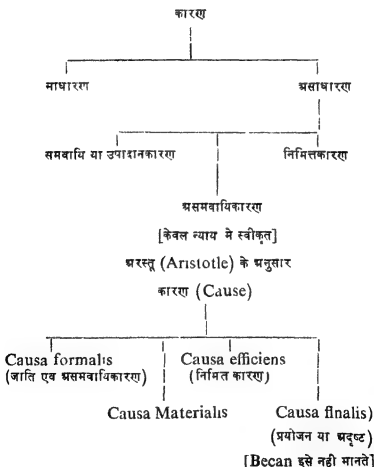 कारण
माधारण असाधारण
समवायि या उपादानकारण निमित्तकारण
असमवायिकारण
[केवल न्याय मे स्वीकृत]
अरस्तू (Aristotle) के अनुसार
कारण (Cause)
Causa formalis Causa efficiens
(जाति एव असमवायिकारण) (निमित कारण)
Causa Materialis Causa finalis)
(प्रयोजन या अदृष्ट)
[Becan इसे नही मानते]